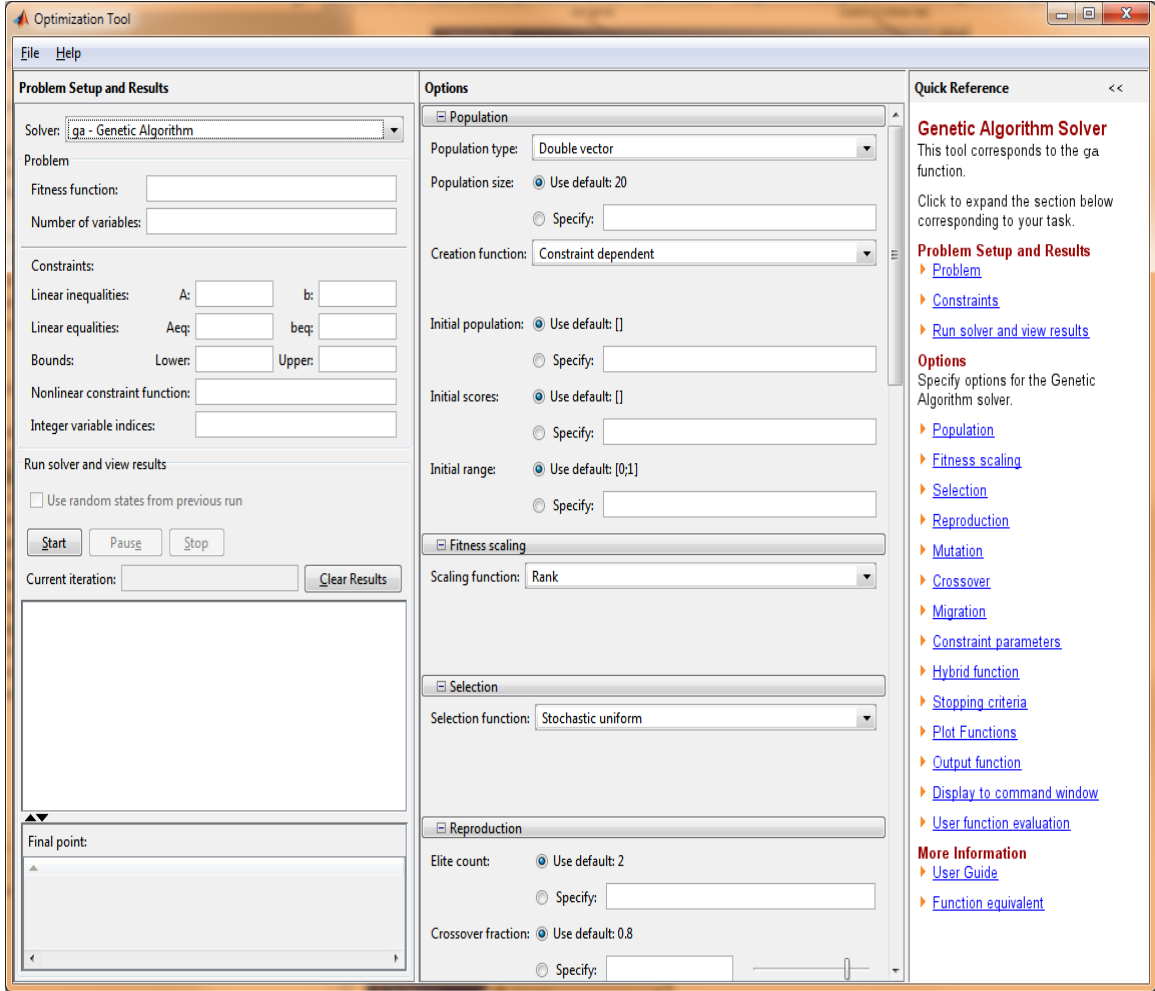 Optimization Tool
File Help
Problem Setup and Results
Solver: ga - Genetic Algorithm
Problem
Fitness function:
Number of variables:
Constraints:
Linear inequalities: A: b:
Linear equalities: Aeq: beq:
Bounds: Lower: Upper:
Nonlinear constraint function:
Integer variable indices:
Run solver and view results
Use random states from previous run
Start Pause Stop
Current iteration: Clear Results
Final point:
Options
Population
Population type: Double vector
Population size: Use default: 20
Specify:
Creation function: Constraint dependent
Initial population: Use default: []
Specify:
Initial scores: Use default: []
Specify:
Initial range: Use default: [0;1]
Specify:
Fitness scaling
Scaling function: Rank
Selection
Selection function: Stochastic uniform
Reproduction
Elite count: Use default: 2
Specify:
Crossover fraction: Use default: 0.8
Specify:
Quick Reference <<
Genetic Algorithm Solver
This tool corresponds to the ga
function.
Click to expand the section below
corresponding to your task.
Problem Setup and Results
Problem
Constraints
Run solver and view results
Options
Specify options for the Genetic
Algorithm solver.
Population
Fitness scaling
Selection
Reproduction
Mutation
Crossover
Migration
Constraint parameters
Hybrid function
Stopping criteria
Plot Functions
Output function
Display to command window
User function evaluation
More Information
User Guide
Function equivalent